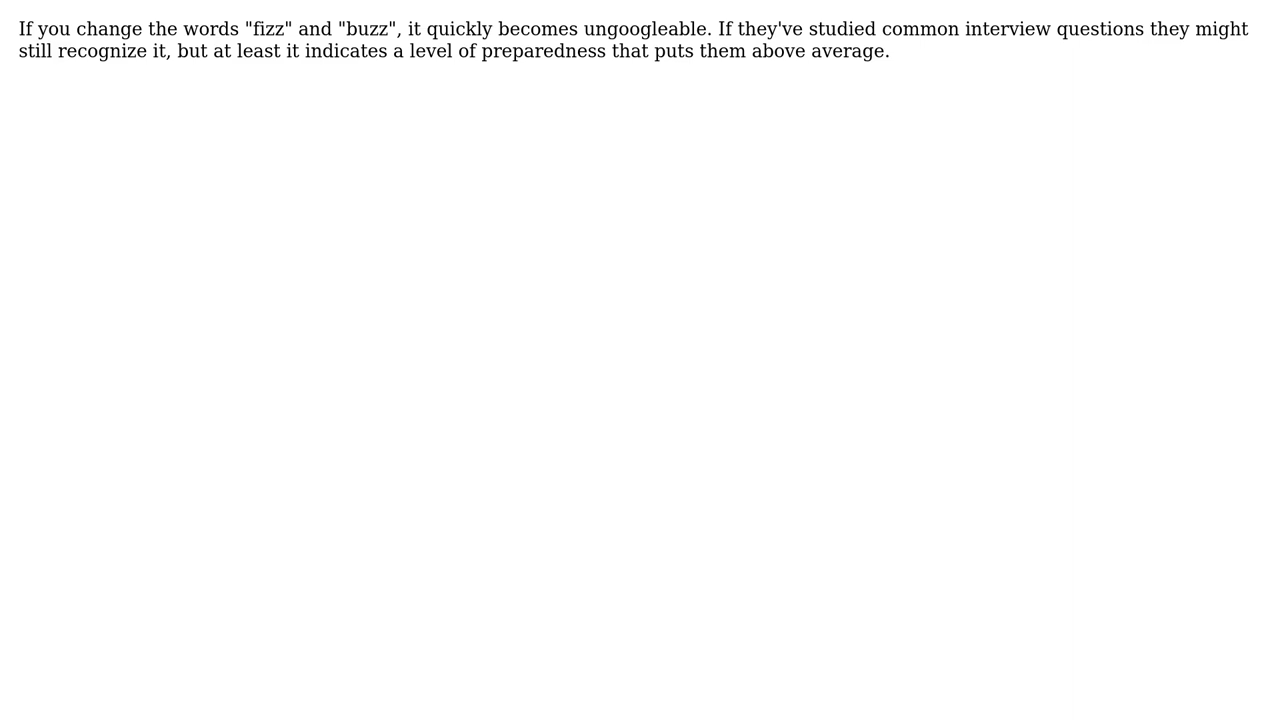 If you change the words "fizz" and "buzz", it quickly becomes ungoogleable. If they've studied common interview questions they might
still recognize it, but at least it indicates a level of preparedness that puts them above average.